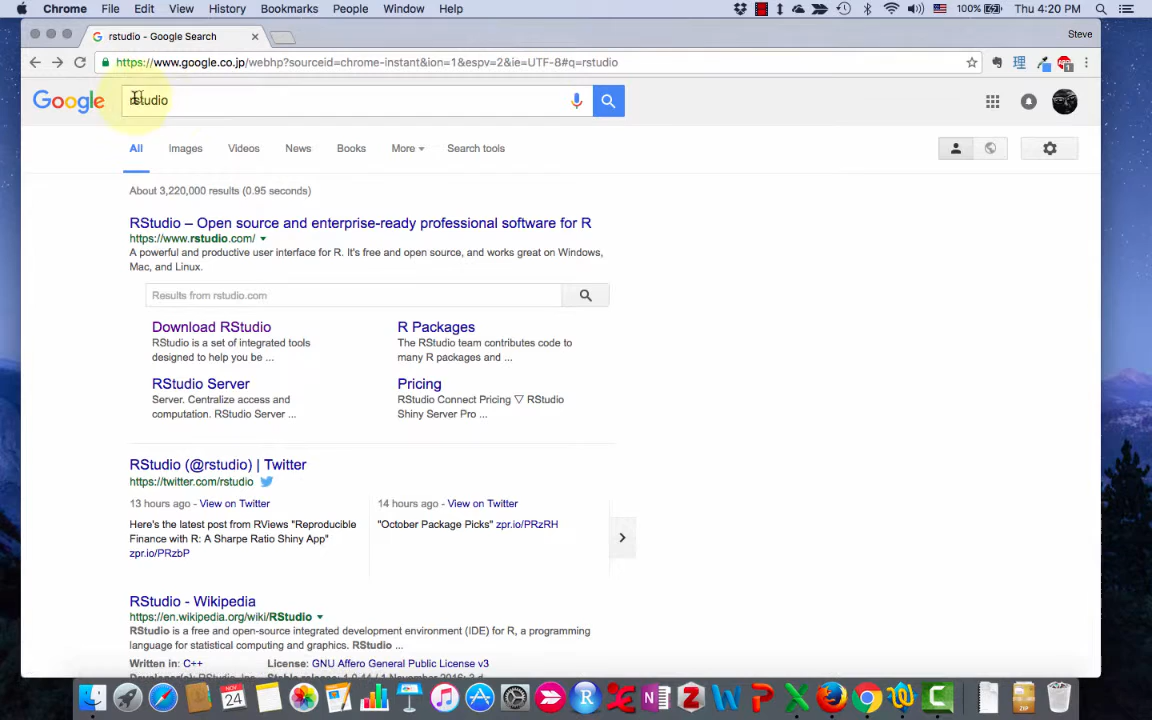 Chrome File Edit View History Bookmarks People Window Help 100% Thu 4:20 PM
rstudio - Google Search Steve
https://www.google.co.jp/webhp?sourceid=chrome-instant&ion=1&espv=2&ie=UTF-8#q=rstudio
Google rstudio
All Images Videos News Books More Search tools
About 3,220,000 results (0.95 seconds)
RStudio – Open source and enterprise-ready professional software for R
https://www.rstudio.com/
A powerful and productive user interface for R. It's free and open source, and works great on Windows,
Mac, and Linux.
Results from rstudio.com
Download RStudio
RStudio is a set of integrated tools
designed to help you be ...
R Packages
The RStudio team contributes code to
many R packages and ...
RStudio Server
Server. Centralize access and
computation. RStudio Server ...
Pricing
RStudio Connect Pricing ▽ RStudio
Shiny Server Pro ...
RStudio (@rstudio) | Twitter
https://twitter.com/rstudio
13 hours ago - View on Twitter
Here's the latest post from RViews "Reproducible
Finance with R: A Sharpe Ratio Shiny App"
zpr.io/PRzbP
14 hours ago - View on Twitter
"October Package Picks" zpr.io/PRzRH
RStudio - Wikipedia
https://en.wikipedia.org/wiki/RStudio
RStudio is a free and open-source integrated development environment (IDE) for R, a programming
language for statistical computing and graphics. RStudio ...
Written in: C++ License: GNU Affero General Public License v3
NOV
24